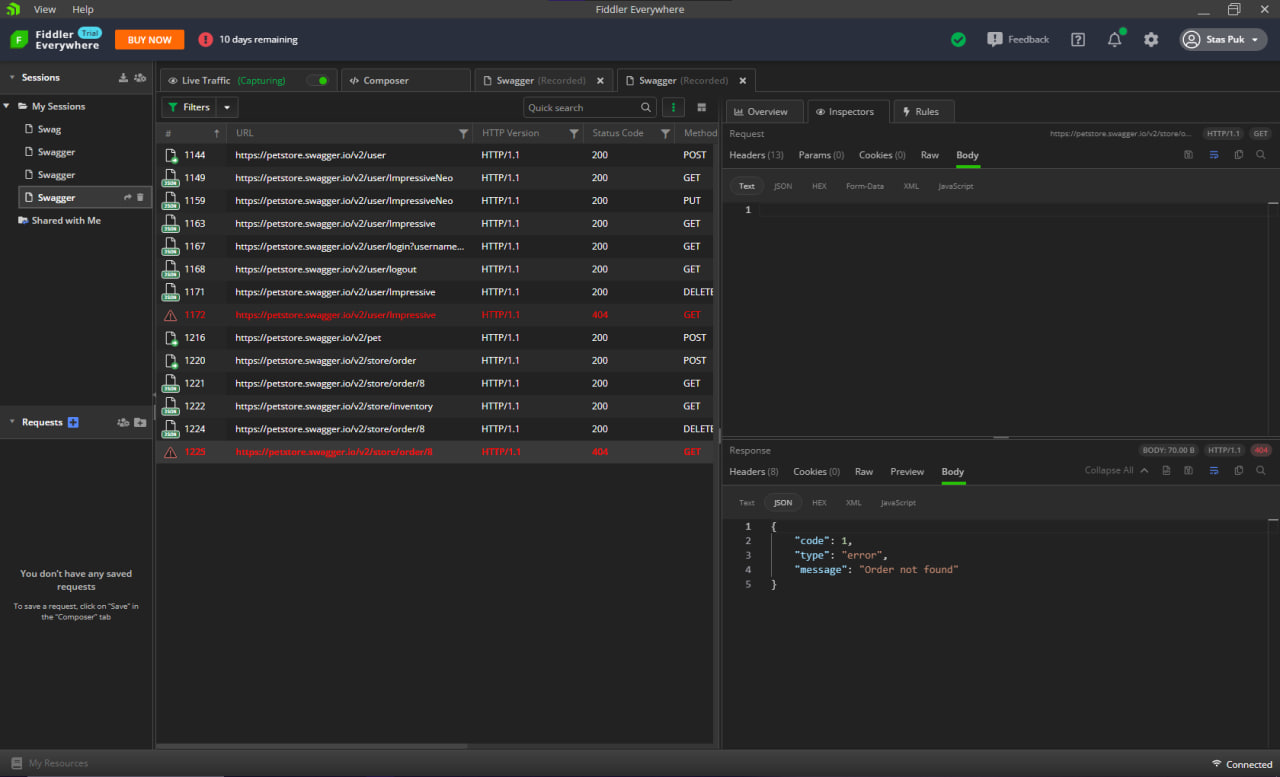 View Help Fiddler Everywhere
Fiddler Everywhere Trial BUY NOW 10 days remaining Feedback Stas Puk
Sessions
My Sessions
Swag
Swagger
Swagger
Swagger
Shared with Me
Requests
You don't have any saved
requests
To save a request, click on "Save" in
the "Composer" tab
Live Traffic (Capturing) Composer Swagger (Recorded) Swagger (Recorded)
Filters Quick search
# URL HTTP Version Status Code Method
1144 https://petstore.swagger.io/v2/user HTTP/1.1 200 POST
1149 https://petstore.swagger.io/v2/user/ImpressiveNeo HTTP/1.1 200 GET
1159 https://petstore.swagger.io/v2/user/ImpressiveNeo HTTP/1.1 200 PUT
1163 https://petstore.swagger.io/v2/user/Impressive HTTP/1.1 200 GET
1167 https://petstore.swagger.io/v2/user/login?username... HTTP/1.1 200 GET
1168 https://petstore.swagger.io/v2/user/logout HTTP/1.1 200 GET
1171 https://petstore.swagger.io/v2/user/Impressive HTTP/1.1 200 DELETE
1172 https://petstore.swagger.io/v2/user/Impressive HTTP/1.1 404 GET
1216 https://petstore.swagger.io/v2/pet HTTP/1.1 200 POST
1220 https://petstore.swagger.io/v2/store/order HTTP/1.1 200 POST
1221 https://petstore.swagger.io/v2/store/order/8 HTTP/1.1 200 GET
1222 https://petstore.swagger.io/v2/store/inventory HTTP/1.1 200 GET
1224 https://petstore.swagger.io/v2/store/order/8 HTTP/1.1 200 DELETE
1225 https://petstore.swagger.io/v2/store/order/8 HTTP/1.1 404 GET
Overview Inspectors Rules
Request https://petstore.swagger.io/v2/store/o... HTTP/1.1 GET
Headers (13) Params (0) Cookies (0) Raw Body
Text JSON HEX Form-Data XML JavaScript
1
Response BODY: 70.00 B HTTP/1.1 404
Headers (8) Cookies (0) Raw Preview Body Collapse All
Text JSON HEX XML JavaScript
1 {
2 "code": 1,
3 "type": "error",
4 "message": "Order not found"
5 }
My Resources Connected